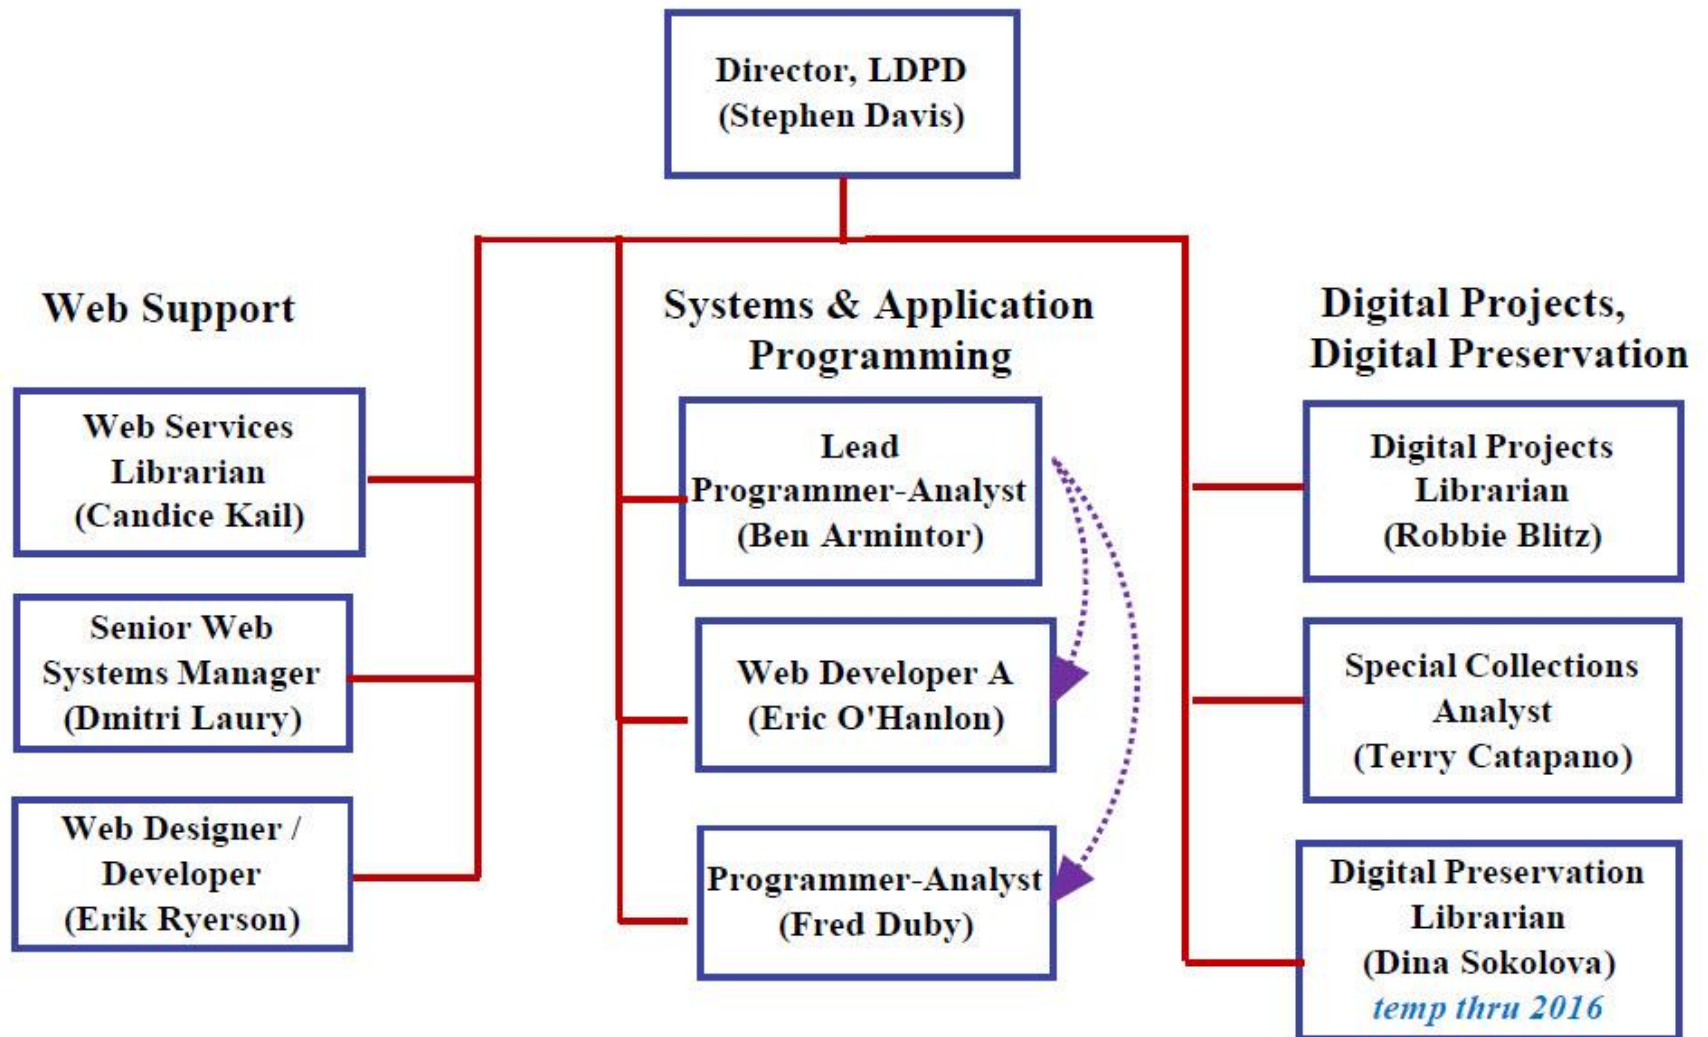 Director, LDPD
(Stephen Davis)
Web Support
Web Services
Librarian
(Candice Kail)
Senior Web
Systems Manager
(Dmitri Laury)
Web Designer /
Developer
(Erik Ryerson)
Systems & Application
Programming
Lead
Programmer-Analyst
(Ben Armintor)
Web Developer A
(Eric O'Hanlon)
Programmer-Analyst
(Fred Duby)
Digital Projects,
Digital Preservation
Digital Projects
Librarian
(Robbie Blitz)
Special Collections
Analyst
(Terry Catapano)
Digital Preservation
Librarian
(Dina Sokolova)
temp thru 2016